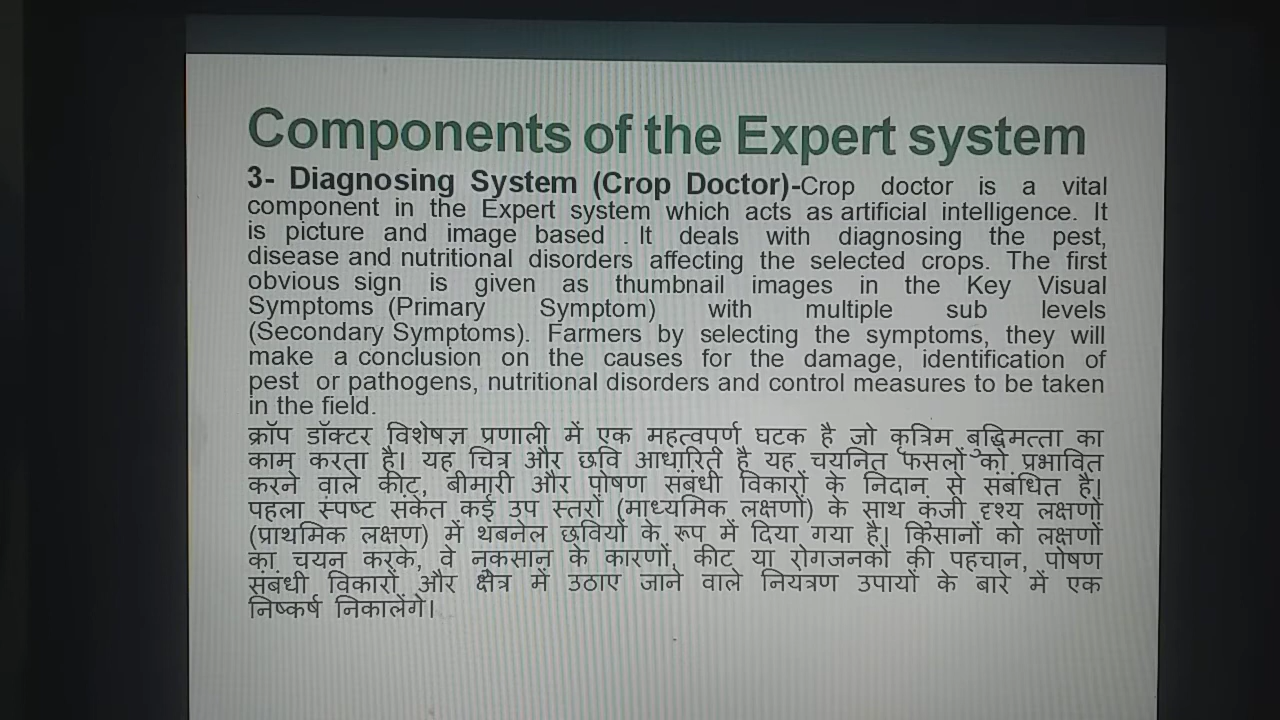 Components of the Expert system
3- Diagnosing System (Crop Doctor)-Crop doctor is a vital
component in the Expert system which acts as artificial intelligence. It
is picture and image based . It deals with diagnosing the pest,
disease and nutritional disorders affecting the selected crops. The first
obvious sign is given as thumbnail images in the Key Visual
Symptoms (Primary Symptom) with multiple sub levels
(Secondary Symptoms). Farmers by selecting the symptoms, they will
make a conclusion on the causes for the damage, identification of
pest or pathogens, nutritional disorders and control measures to be taken
in the field.
क्रॉप डॉक्टर विशेषज्ञ प्रणाली में एक महत्वपूर्ण घटक है जो कृत्रिम बुद्धिमत्ता का
काम करता है। यह चित्र और छवि आधारित है यह चयनित फसलों को प्रभावित
करने वाले कीट, बीमारी और पोषण संबंधी विकारों के निदान से संबंधित है।
पहला स्पष्ट संकेत कई उप स्तरों (माध्यमिक लक्षणों) के साथ कुंजी दृश्य लक्षणों
(प्राथमिक लक्षण) में थंबनेल छवियों के रूप में दिया गया है। किसानों को लक्षणों
का चयन करके, वे नुकसान के कारणों, कीट या रोगजनकों की पहचान, पोषण
संबंधी विकारों और क्षेत्र में उठाए जाने वाले नियंत्रण उपायों के बारे में एक
निष्कर्ष निकालेंगे।